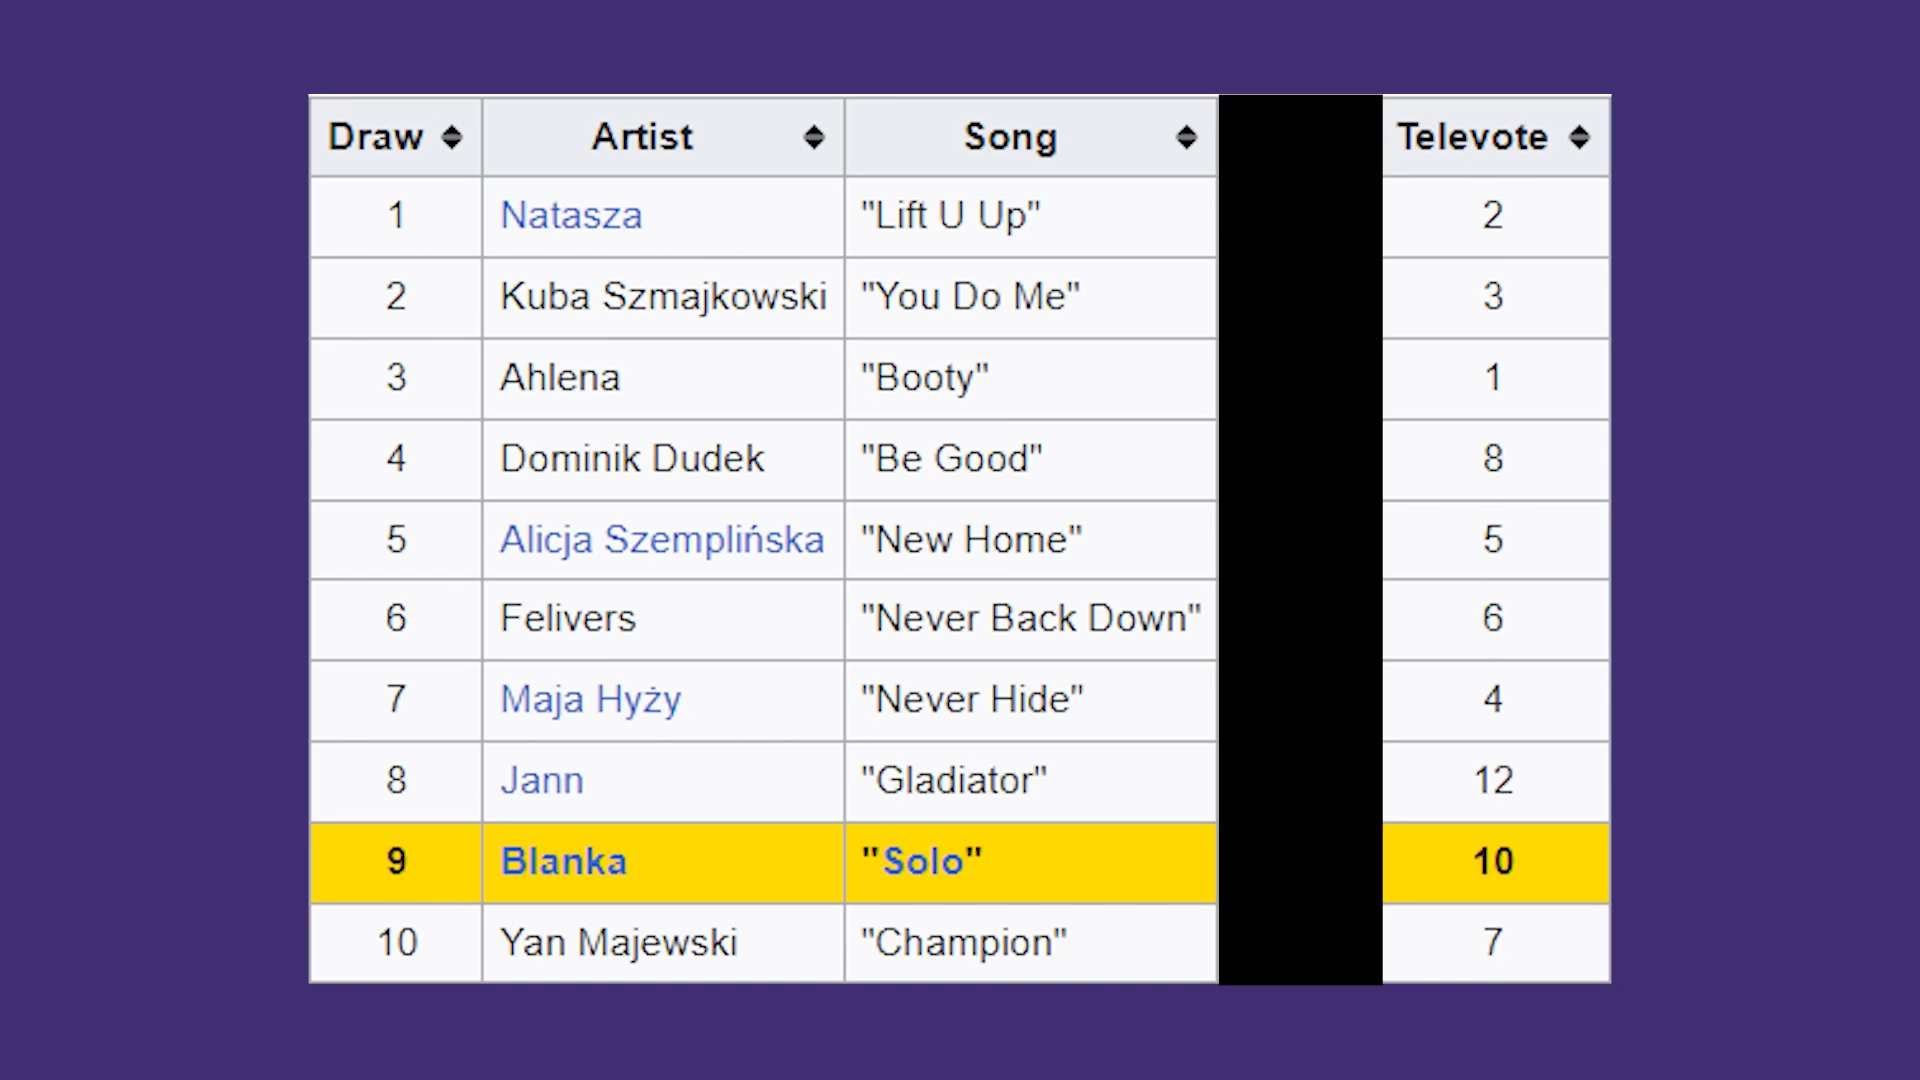 Draw Artist Song Televote
1 Natasza "Lift U Up" 2
2 Kuba Szmajkowski "You Do Me" 3
3 Ahlena "Booty" 1
4 Dominik Dudek "Be Good" 8
5 Alicja Szemplińska "New Home" 5
6 Felivers "Never Back Down" 6
7 Maja Hyży "Never Hide" 4
8 Jann "Gladiator" 12
9 Blanka "Solo" 10
10 Yan Majewski "Champion" 7